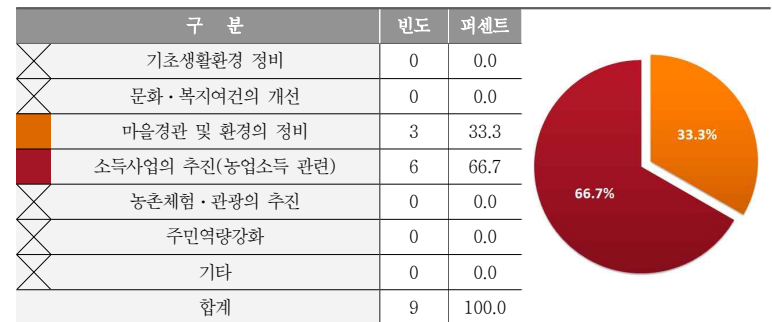 구 분 빈도 퍼센트
기초생활환경 정비 0 0.0
문화·복지여건의 개선 0 0.0
마을경관 및 환경의 정비 3 33.3
소득사업의 추진(농업소득 관련) 6 66.7
농촌체험·관광의 추진 0 0.0
주민역량강화 0 0.0
기타 0 0.0
합계 9 100.0
33.3%
66.7%